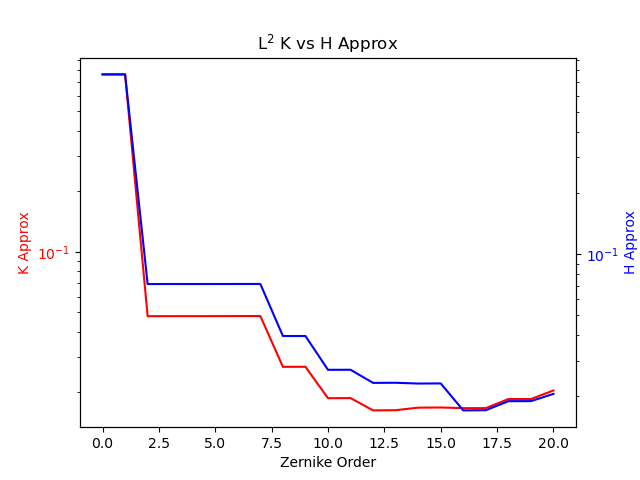 L² K vs H Approx
K Approx
10⁻¹
10⁻¹
H Approx
0.0 2.5 5.0 7.5 10.0 12.5 15.0 17.5 20.0
Zernike Order